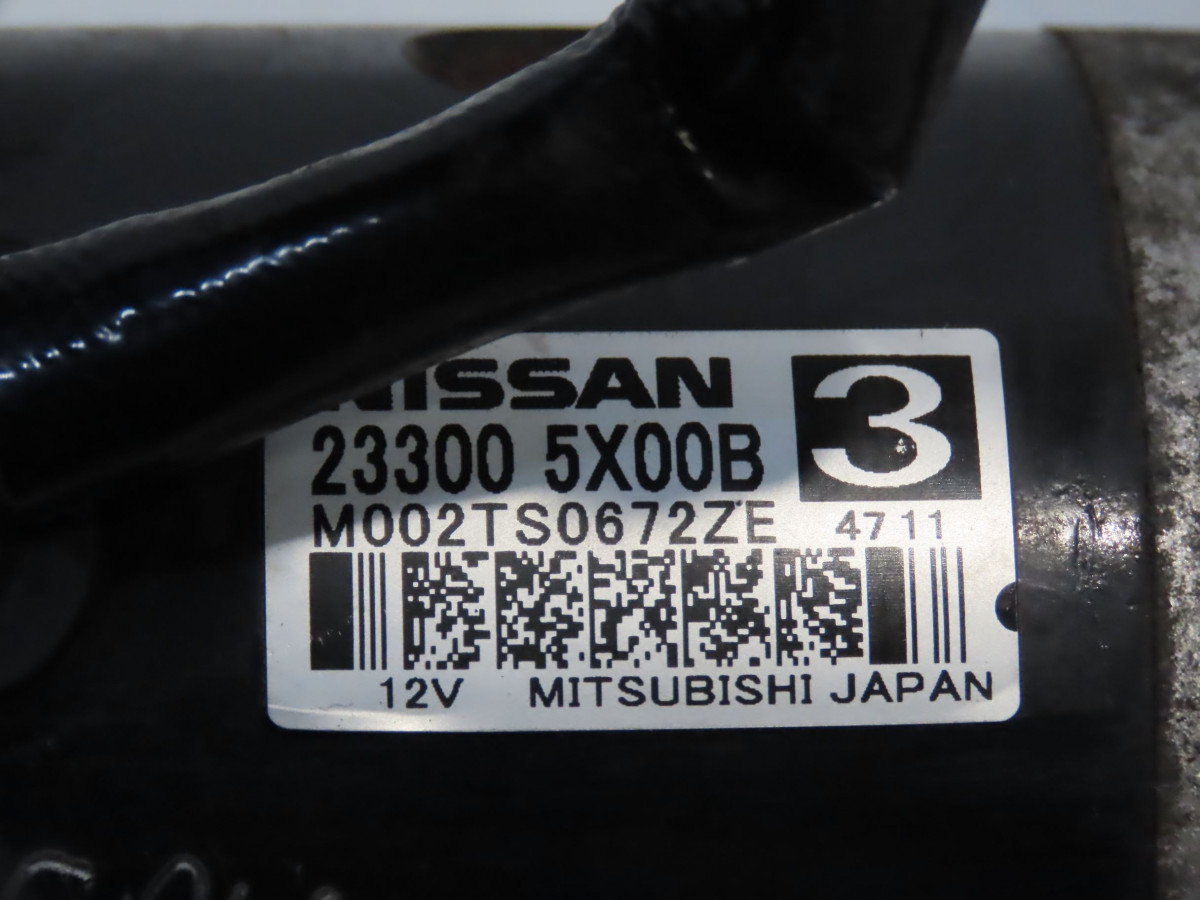 NISSAN
3
23300 5X00B
M002TS0672ZE 4711
12V MITSUBISHI JAPAN